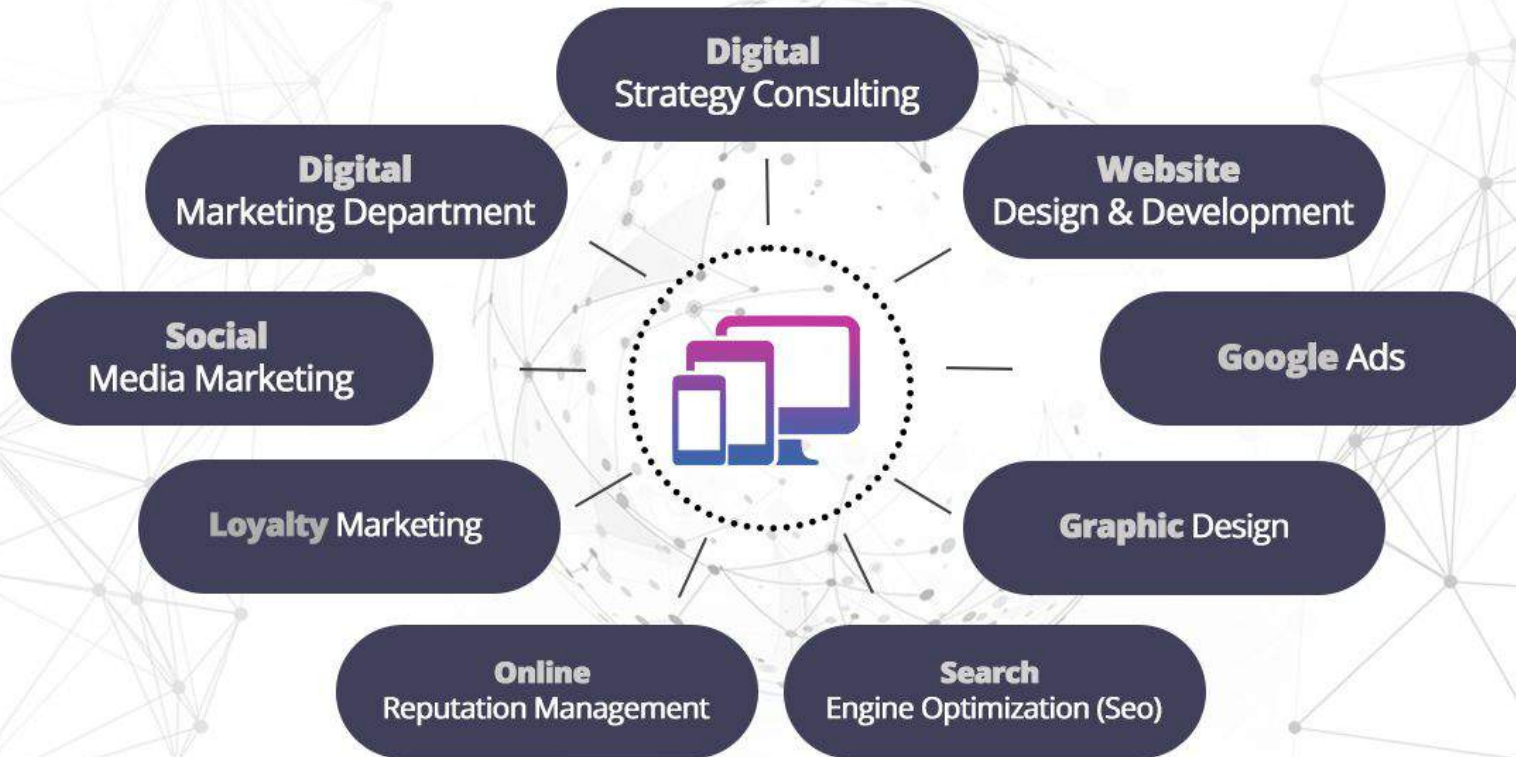 Digital
Strategy Consulting
Digital
Marketing Department
Website
Design & Development
Social
Media Marketing
Google Ads
Loyalty Marketing
Graphic Design
Online
Reputation Management
Search
Engine Optimization (Seo)